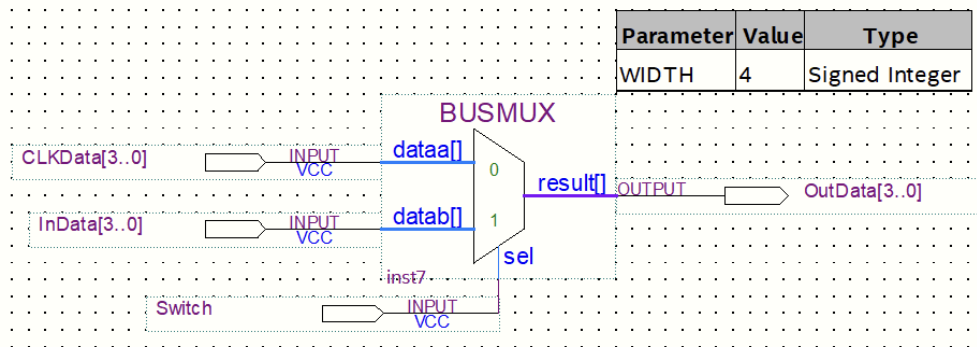 Parameter Value Type
WIDTH 4 Signed Integer
BUSMUX
CLKData[3..0] INPUT dataa[]
VCC
0
result[] OUTPUT OutData[3..0]
InData[3..0] INPUT datab[]
VCC
1
sel
inst7
Switch INPUT
VCC